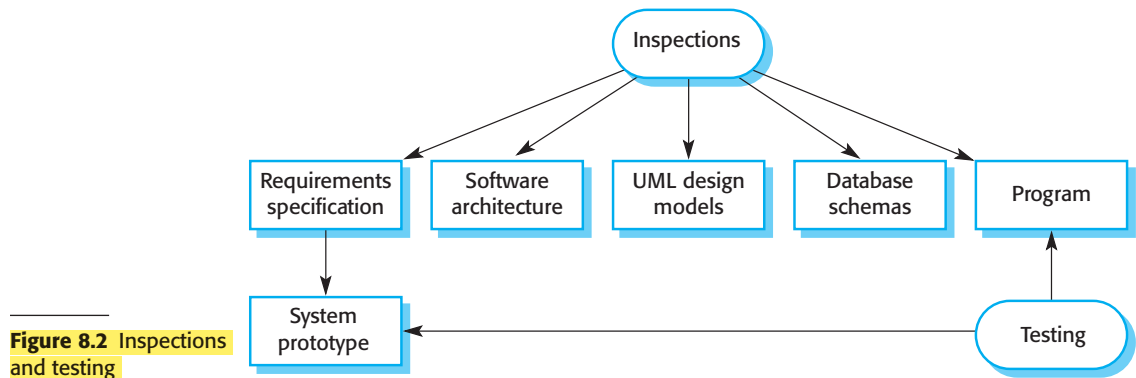 Inspections
Requirements
specification
Software
architecture
UML design
models
Database
schemas
Program
System
prototype
Testing
Figure 8.2 Inspections
and testing